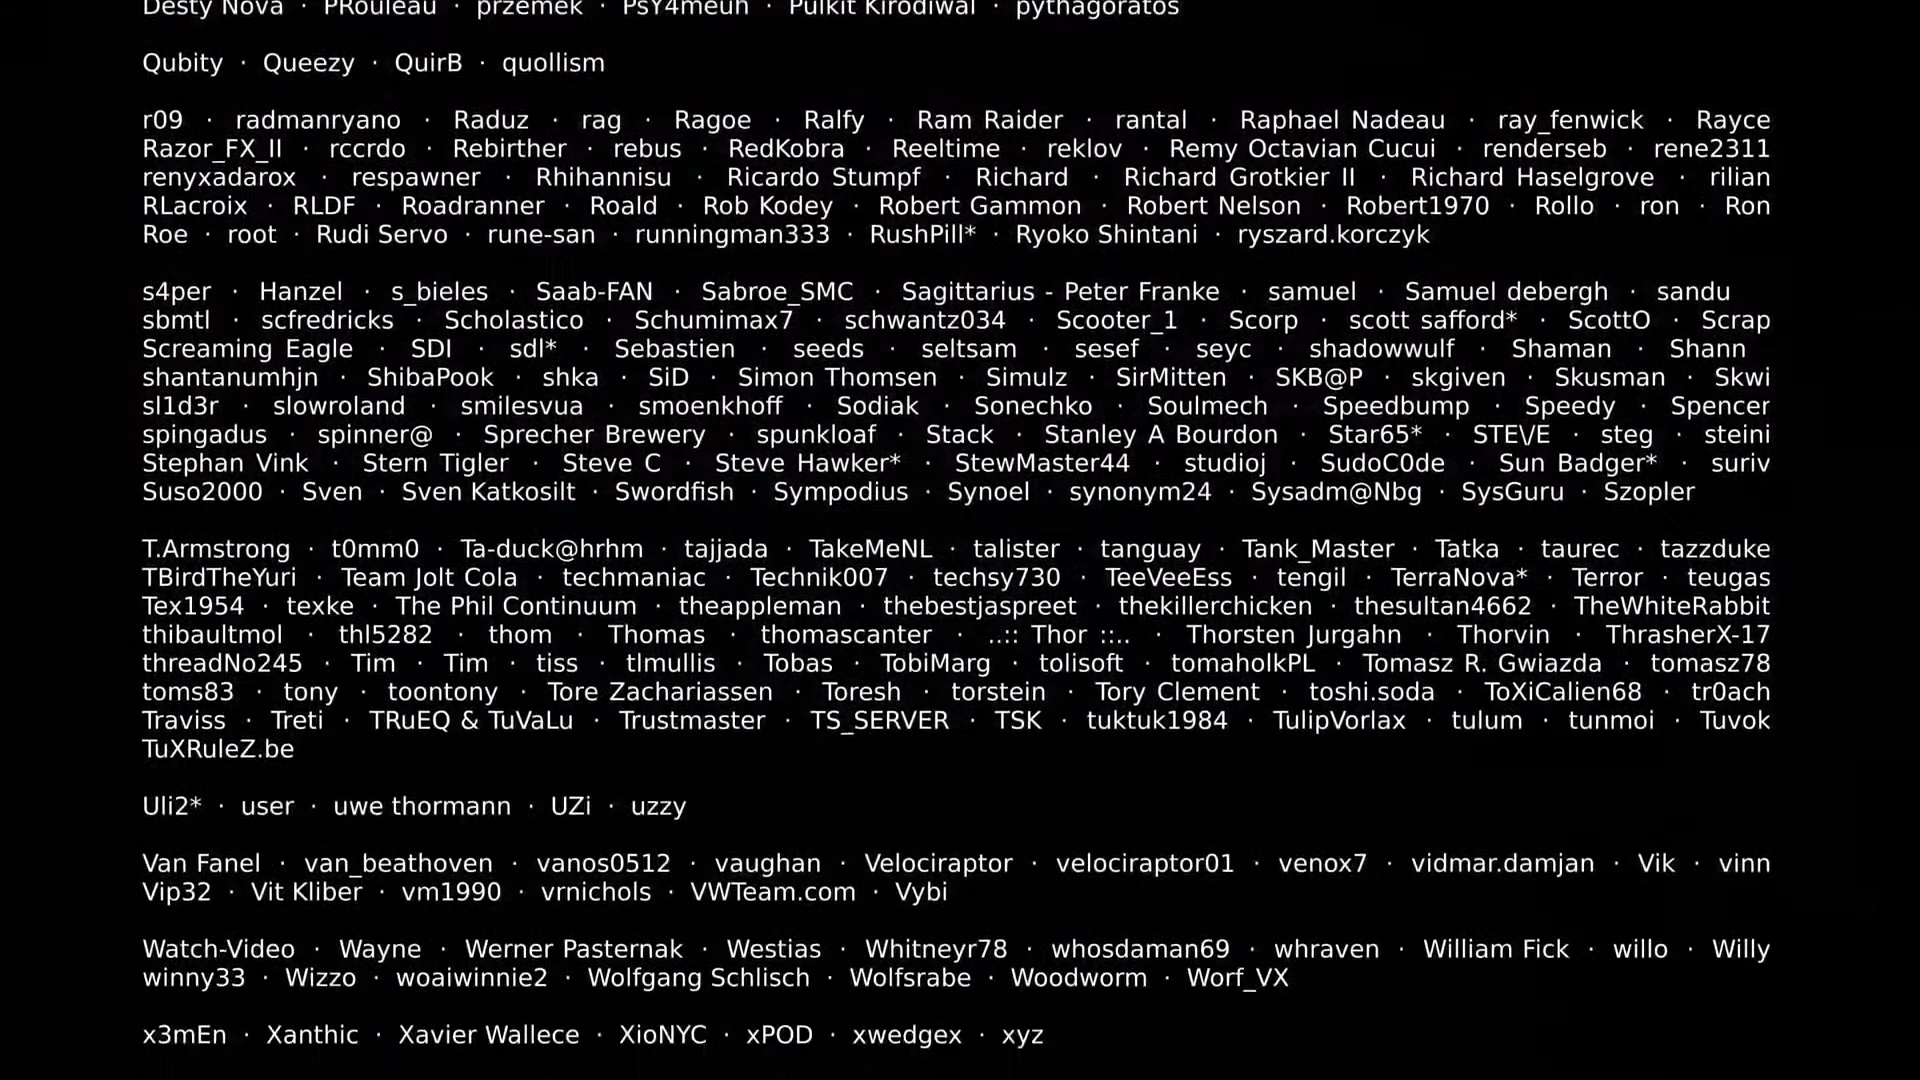 Desty Nova · PRouleau · przemek · PsY4meuh · Pulkit Kirodiwal · pythagoratos
Qubity · Queezy · QuirB · quollism
r09 · radmanryano · Raduz · rag · Ragoe · Ralfy · Ram Raider · rantal · Raphael Nadeau · ray_fenwick · Rayce
Razor_FX_II · rccrdo · Rebirther · rebus · RedKobra · Reeltime · reklov · Remy Octavian Cucui · renderseb · rene2311
renyxadarox · respawner · Rhihannisu · Ricardo Stumpf · Richard · Richard Grotkier II · Richard Haselgrove · rilian
RLacroix · RLDF · Roadranner · Roald · Rob Kodey · Robert Gammon · Robert Nelson · Robert1970 · Rollo · ron · Ron
Roe · root · Rudi Servo · rune-san · runningman333 · RushPill* · Ryoko Shintani · ryszard.korczyk
s4per · Hanzel · s_bieles · Saab-FAN · Sabroe_SMC · Sagittarius - Peter Franke · samuel · Samuel debergh · sandu
sbmtl · scfredricks · Scholastico · Schumimax7 · schwantz034 · Scooter_1 · Scorp · scott safford* · ScottO · Scrap
Screaming Eagle · SDI · sdl* · Sebastien · seeds · seltsam · sesef · seyc · shadowwulf · Shaman · Shann
shantanumhjn · ShibaPook · shka · SiD · Simon Thomsen · Simulz · SirMitten · SKB@P · skgiven · Skusman · Skwi
sl1d3r · slowroland · smilesvua · smoenkhoff · Sodiak · Sonechko · Soulmech · Speedbump · Speedy · Spencer
spingadus · spinner@ · Sprecher Brewery · spunkloaf · Stack · Stanley A Bourdon · Star65* · STE\/E · steg · steini
Stephan Vink · Stern Tigler · Steve C · Steve Hawker* · StewMaster44 · studioj · SudoC0de · Sun Badger* · suriv
Suso2000 · Sven · Sven Katkosilt · Swordfish · Sympodius · Synoel · synonym24 · Sysadm@Nbg · SysGuru · Szopler
T.Armstrong · t0mm0 · Ta-duck@hrhm · tajjada · TakeMeNL · talister · tanguay · Tank_Master · Tatka · taurec · tazzduke
TBirdTheYuri · Team Jolt Cola · techmaniac · Technik007 · techsy730 · TeeVeeEss · tengil · TerraNova* · Terror · teugas
Tex1954 · texke · The Phil Continuum · theappleman · thebestjaspreet · thekillerchicken · thesultan4662 · TheWhiteRabbit
thibaultmol · thl5282 · thom · Thomas · thomascanter · ..:: Thor ::.. · Thorsten Jurgahn · Thorvin · ThrasherX-17
threadNo245 · Tim · Tim · tiss · tlmullis · Tobas · TobiMarg · tolisoft · tomaholkPL · Tomasz R. Gwiazda · tomasz78
toms83 · tony · toontony · Tore Zachariassen · Toresh · torstein · Tory Clement · toshi.soda · ToXiCalien68 · tr0ach
Traviss · Treti · TRuEQ & TuVaLu · Trustmaster · TS_SERVER · TSK · tuktuk1984 · TulipVorlax · tulum · tunmoi · Tuvok
TuXRuleZ.be
Uli2* · user · uwe thormann · UZi · uzzy
Van Fanel · van_beathoven · vanos0512 · vaughan · Velociraptor · velociraptor01 · venox7 · vidmar.damjan · Vik · vinn
Vip32 · Vit Kliber · vm1990 · vrnichols · VWTeam.com · Vybi
Watch-Video · Wayne · Werner Pasternak · Westias · Whitneyr78 · whosdaman69 · whraven · William Fick · willo · Willy
winny33 · Wizzo · woaiwinnie2 · Wolfgang Schlisch · Wolfsrabe · Woodworm · Worf_VX
x3mEn · Xanthic · Xavier Wallece · XioNYC · xPOD · xwedgex · xyz